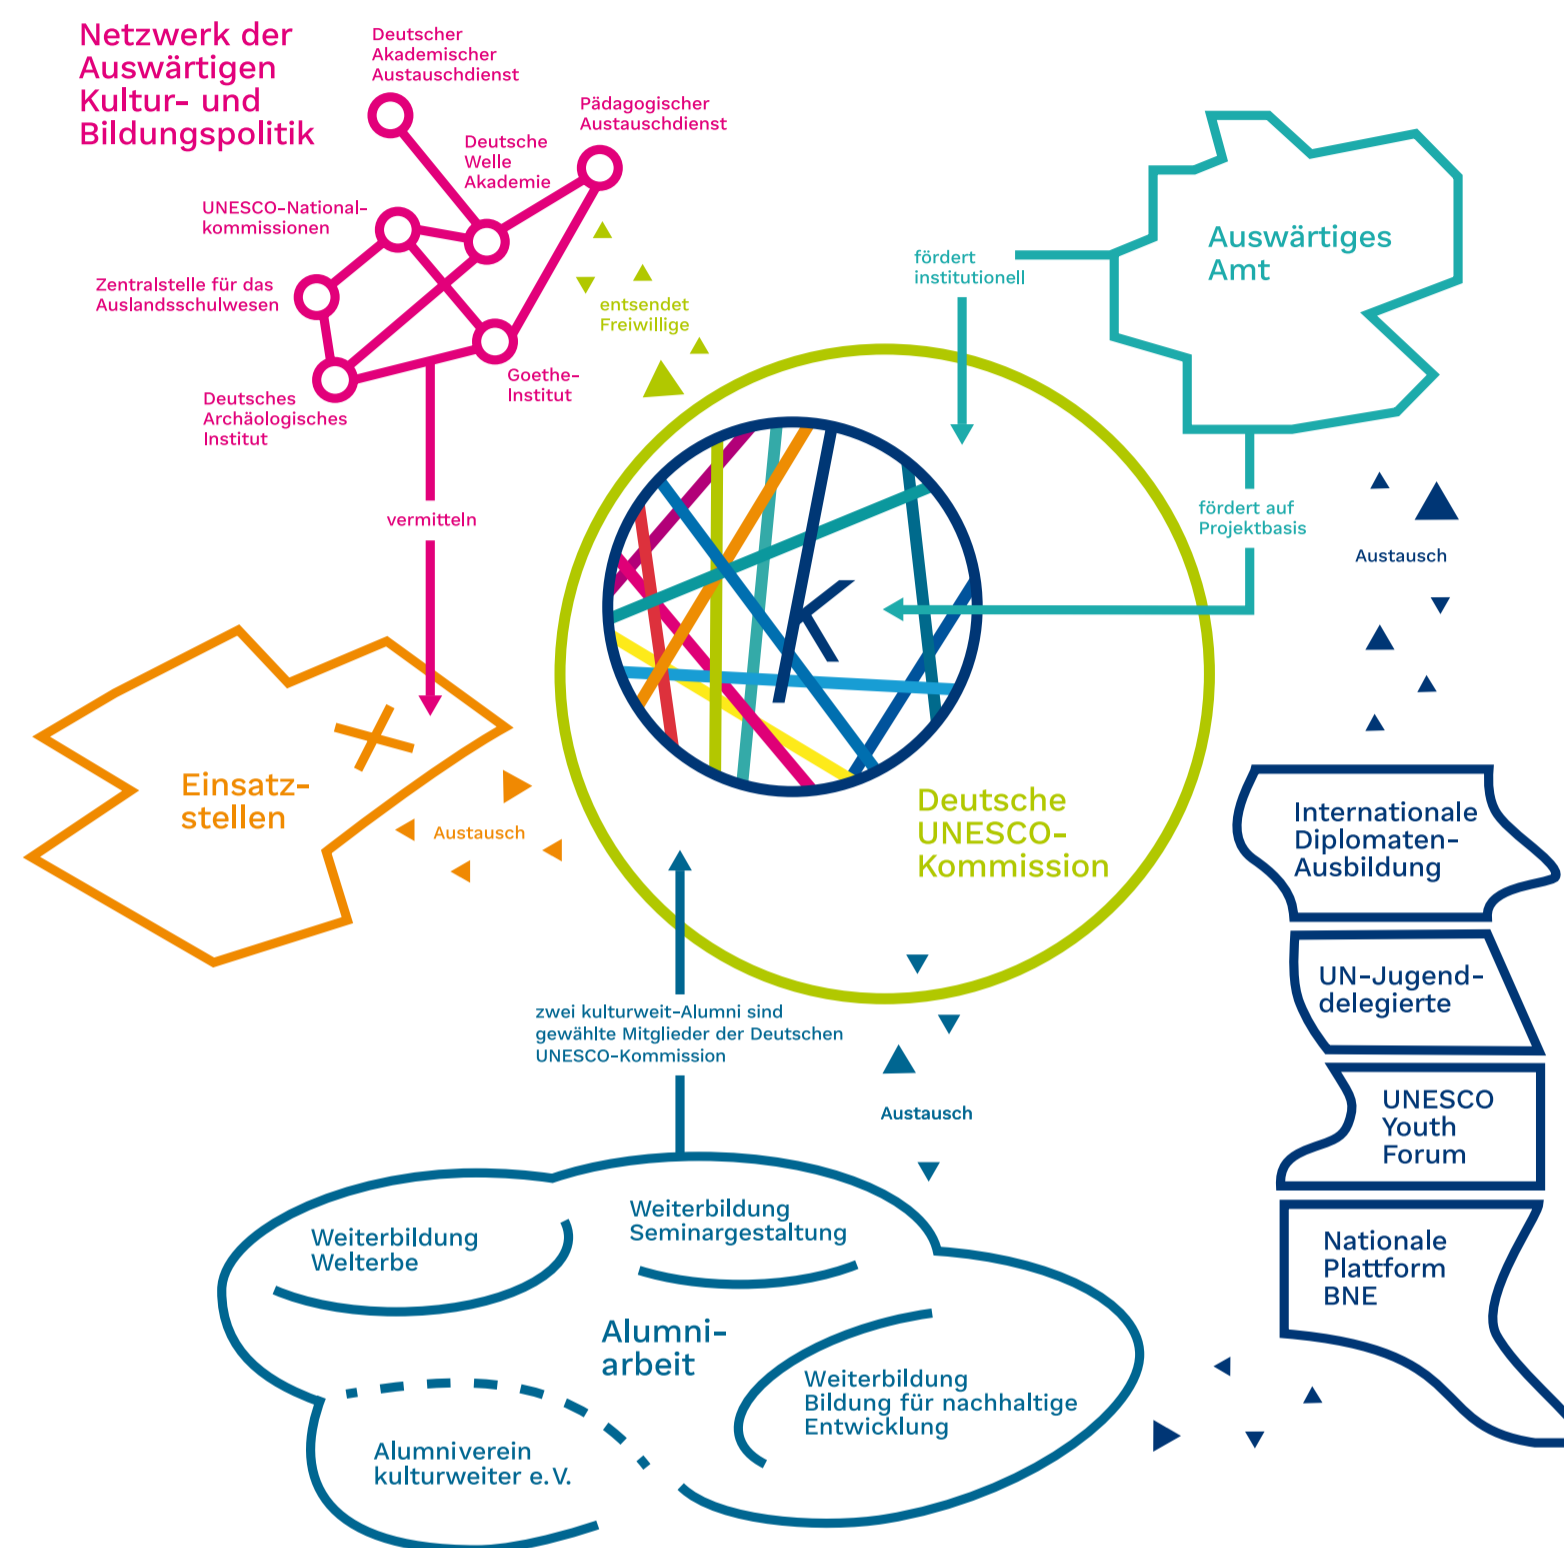 Netzwerk der
Auswärtigen
Kultur- und
Bildungspolitik
Deutscher
Akademischer
Austauschdienst
Pädagogischer
Austauschdienst
Deutsche
Welle
Akademie
UNESCO-National-
kommissionen
Zentralstelle für das
Auslandsschulwesen
Deutsches
Archäologisches
Institut
Goethe-
Institut
entsendet
Freiwillige
fördert
institutionell
Auswärtiges
Amt
vermitteln
fördert auf
Projektbasis
Austausch
k
Einsatz-
stellen
Austausch
Deutsche
UNESCO-
Kommission
Internationale
Diplomaten-
Ausbildung
UN-Jugend-
delegierte
UNESCO
Youth
Forum
Nationale
Plattform
BNE
zwei kulturweit-Alumni sind
gewählte Mitglieder der Deutschen
UNESCO-Kommission
Austausch
Weiterbildung
Welterbe
Weiterbildung
Seminargestaltung
Alumni-
arbeit
Weiterbildung
Bildung für nachhaltige
Entwicklung
Alumniverein
kulturweiter e.V.